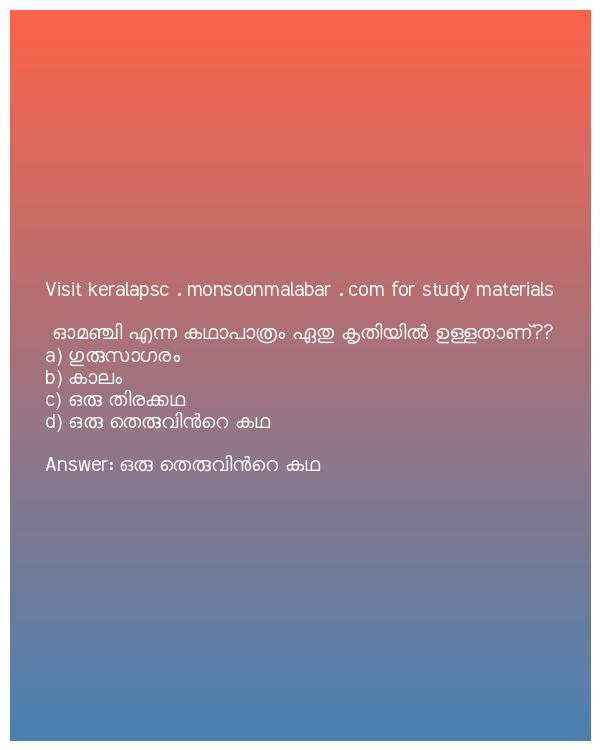 Visit keralapsc . monsoonmalabar . com for study materials
ഓമഞ്ചി എന്ന കഥാപാത്രം ഏതു കൃതിയിൽ ഉള്ളതാണ്??
a) ഗുരുസാഗരം
b) കാലം
c) ഒരു തിരക്കഥ
d) ഒരു തെരുവിൻറെ കഥ
Answer: ഒരു തെരുവിൻറെ കഥ